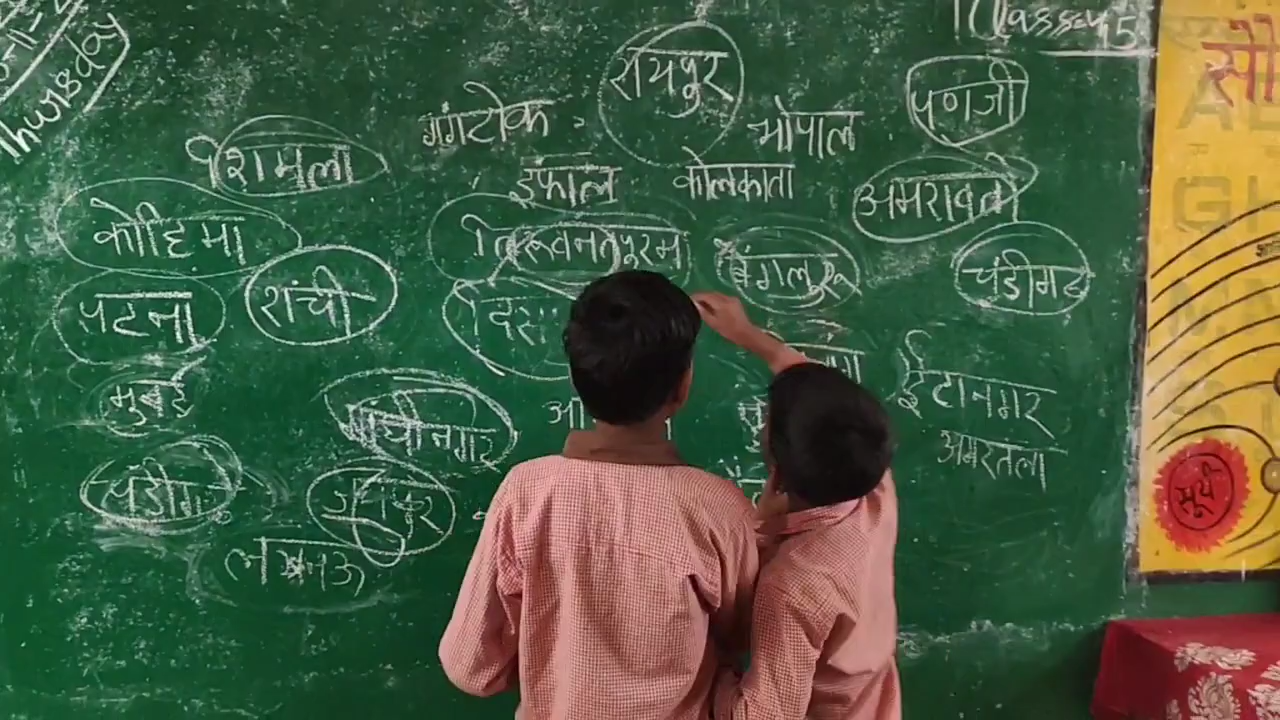 Class-4,5
Thursday
रायपुर
पणजी
गंगटोक
भोपाल
शिमला
इंफाल
कोलकाता
अमरावती
कोहिमा
तिरुवनंतपुरम
बेंगलुरू
चंडीगढ
पटना
रांची
दिस
ईटानगर
मुंबई
गांधीनगर
अगरतला
चंडीगढ
जयपुर
लखनऊ
सौ
सूर्य